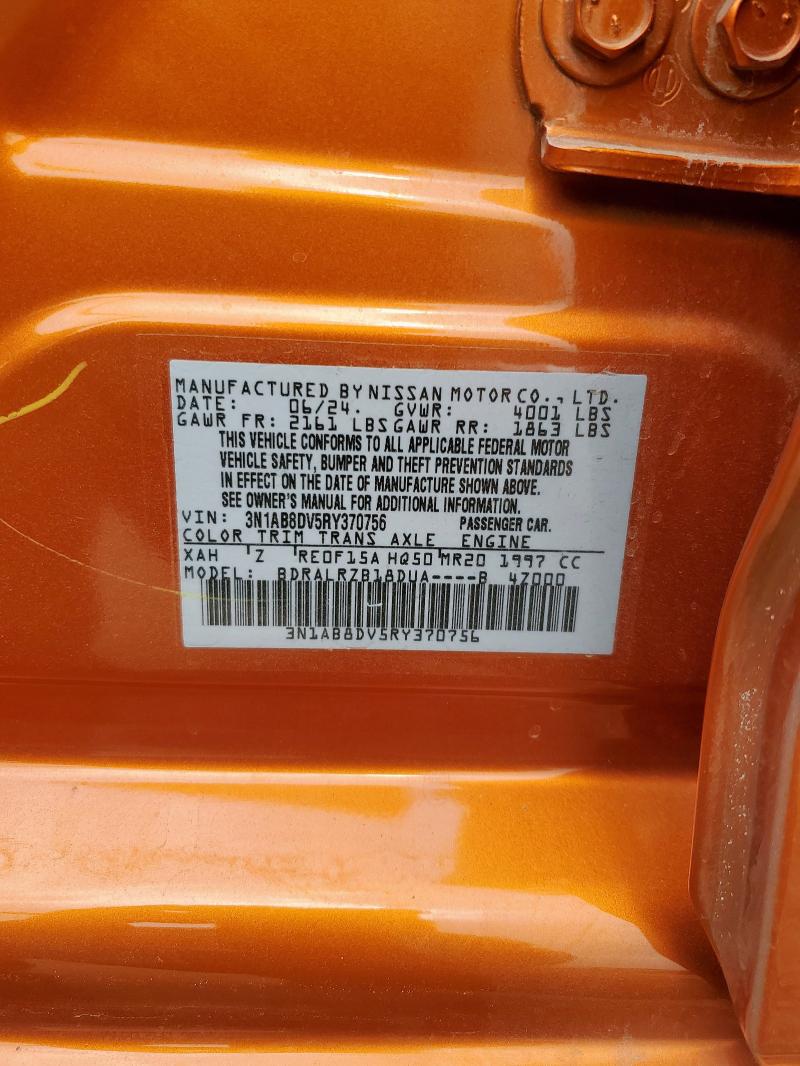 MANUFACTURED BY NISSAN MOTOR CO., LTD.
DATE: 06/24. GVWR: 4001 LBS
GAWR FR: 2161 LBS GAWR RR: 1863 LBS
THIS VEHICLE CONFORMS TO ALL APPLICABLE FEDERAL MOTOR
VEHICLE SAFETY, BUMPER AND THEFT PREVENTION STANDARDS
IN EFFECT ON THE DATE OF MANUFACTURE SHOWN ABOVE.
SEE OWNER'S MANUAL FOR ADDITIONAL INFORMATION.
VIN: 3N1AB8DV5RY370756 PASSENGER CAR.
COLOR TRIM TRANS AXLE ENGINE
XAH Z RE0F15A HQ50 MR20 1997 CC
MODEL: BDRALRZB18DUA----B 4Z000
3N1AB8DV5RY370756